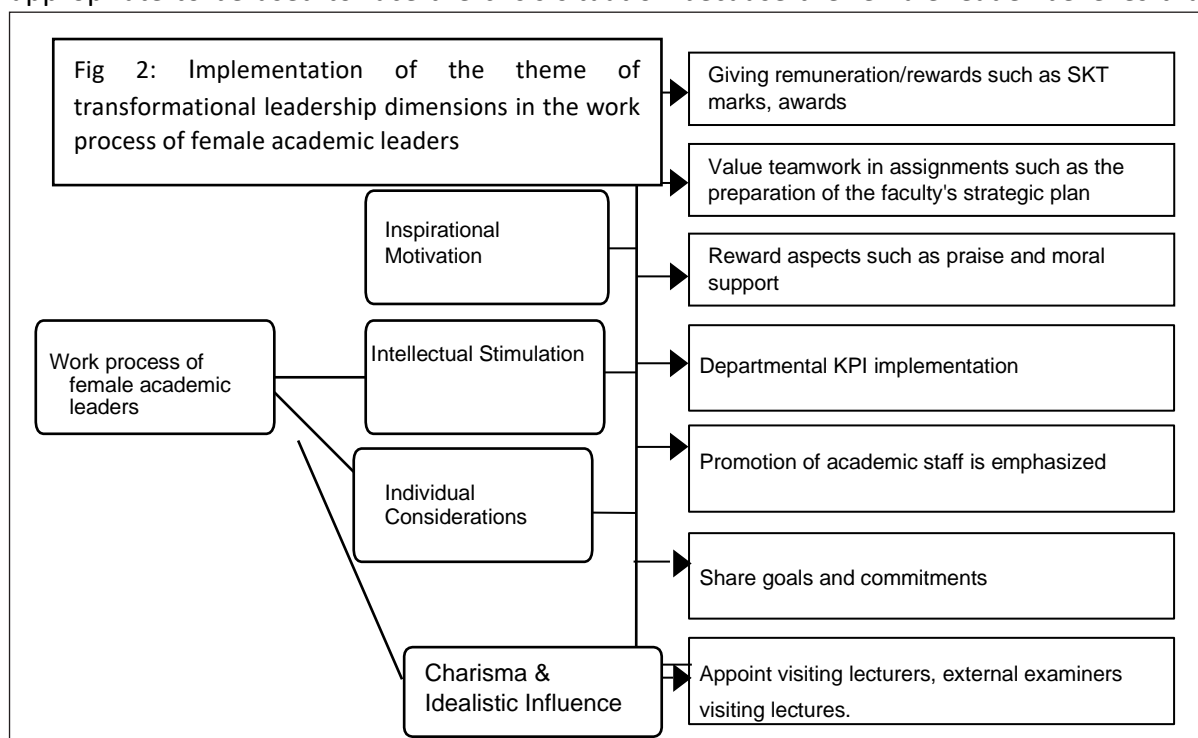 Fig 2: Implementation of the theme of
transformational leadership dimensions in the work
process of female academic leaders
Giving remuneration/rewards such as SKT
marks, awards
Value teamwork in assignments such as the
preparation of the faculty's strategic plan
Inspirational
Motivation
Reward aspects such as praise and moral
support
Work process of
female academic
leaders
Intellectual Stimulation
Departmental KPI implementation
Promotion of academic staff is emphasized
Individual
Considerations
Share goals and commitments
Charisma &
Idealistic Influence
Appoint visiting lecturers, external examiners
visiting lectures.